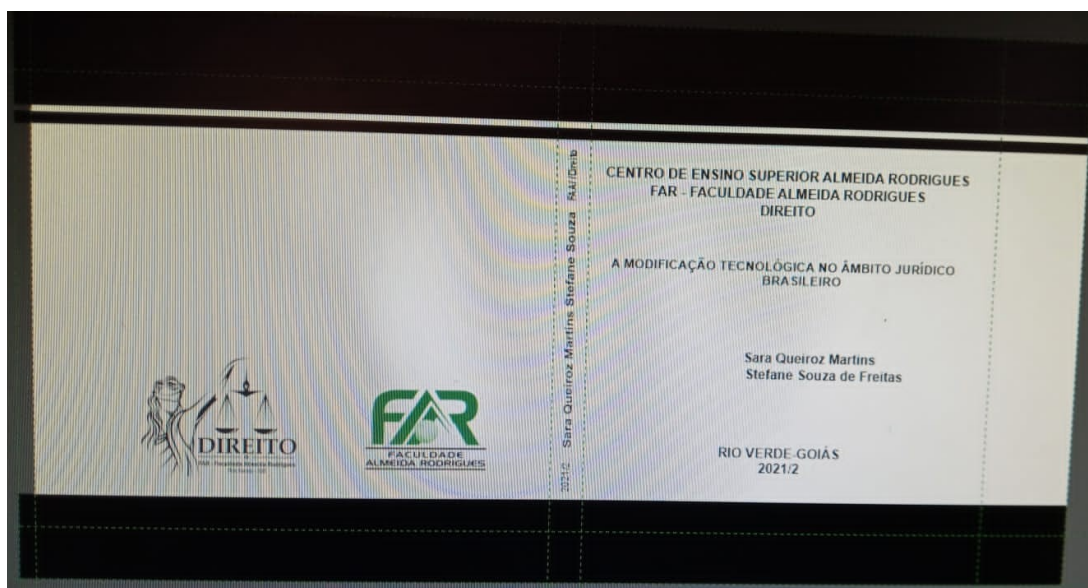 CENTRO DE ENSINO SUPERIOR ALMEIDA RODRIGUES
FAR - FACULDADE ALMEIDA RODRIGUES
DIREITO
A MODIFICAÇÃO TECNOLÓGICA NO ÂMBITO JURÍDICO
BRASILEIRO
Sara Queiroz Martins
Stefane Souza de Freitas
RIO VERDE-GOIÁS
2021/2
2021/2 Sara Queiroz Martins Stefane Souza
DIREITO
FAR
FACULDADE
ALMEIDA RODRIGUES